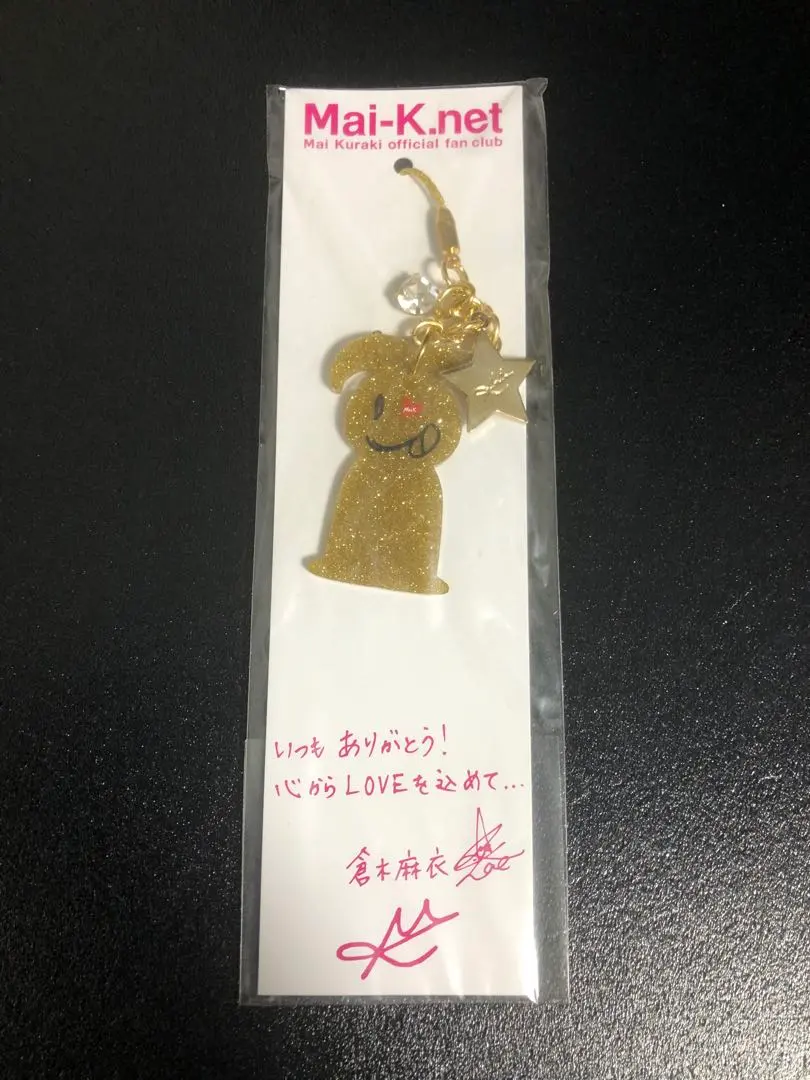 Mai-K.net
Mai Kuraki official fan club
Mai.K
いつも ありがとう!
心からLOVEを込めて...
倉木麻衣